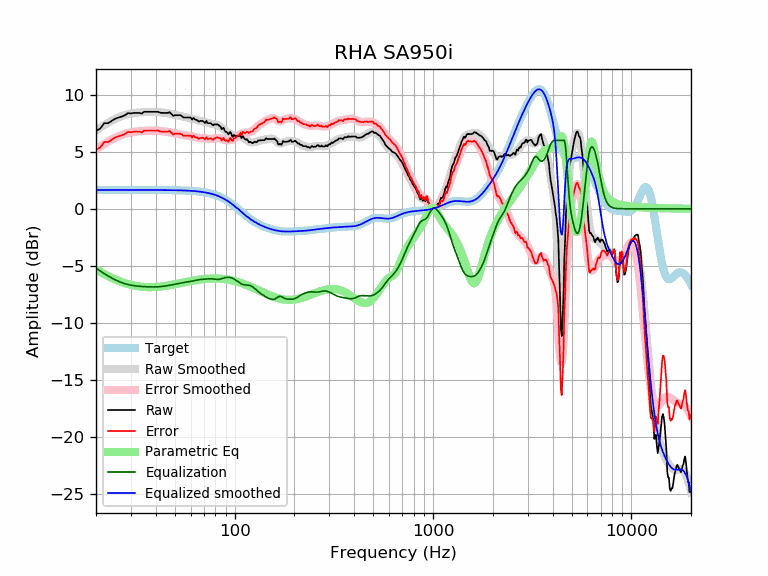 RHA SA950i
10
5
0
−5
−10
−15
−20
−25
Amplitude (dBr)
Target
Raw Smoothed
Error Smoothed
Raw
Error
Parametric Eq
Equalization
Equalized smoothed
100
1000
10000
Frequency (Hz)